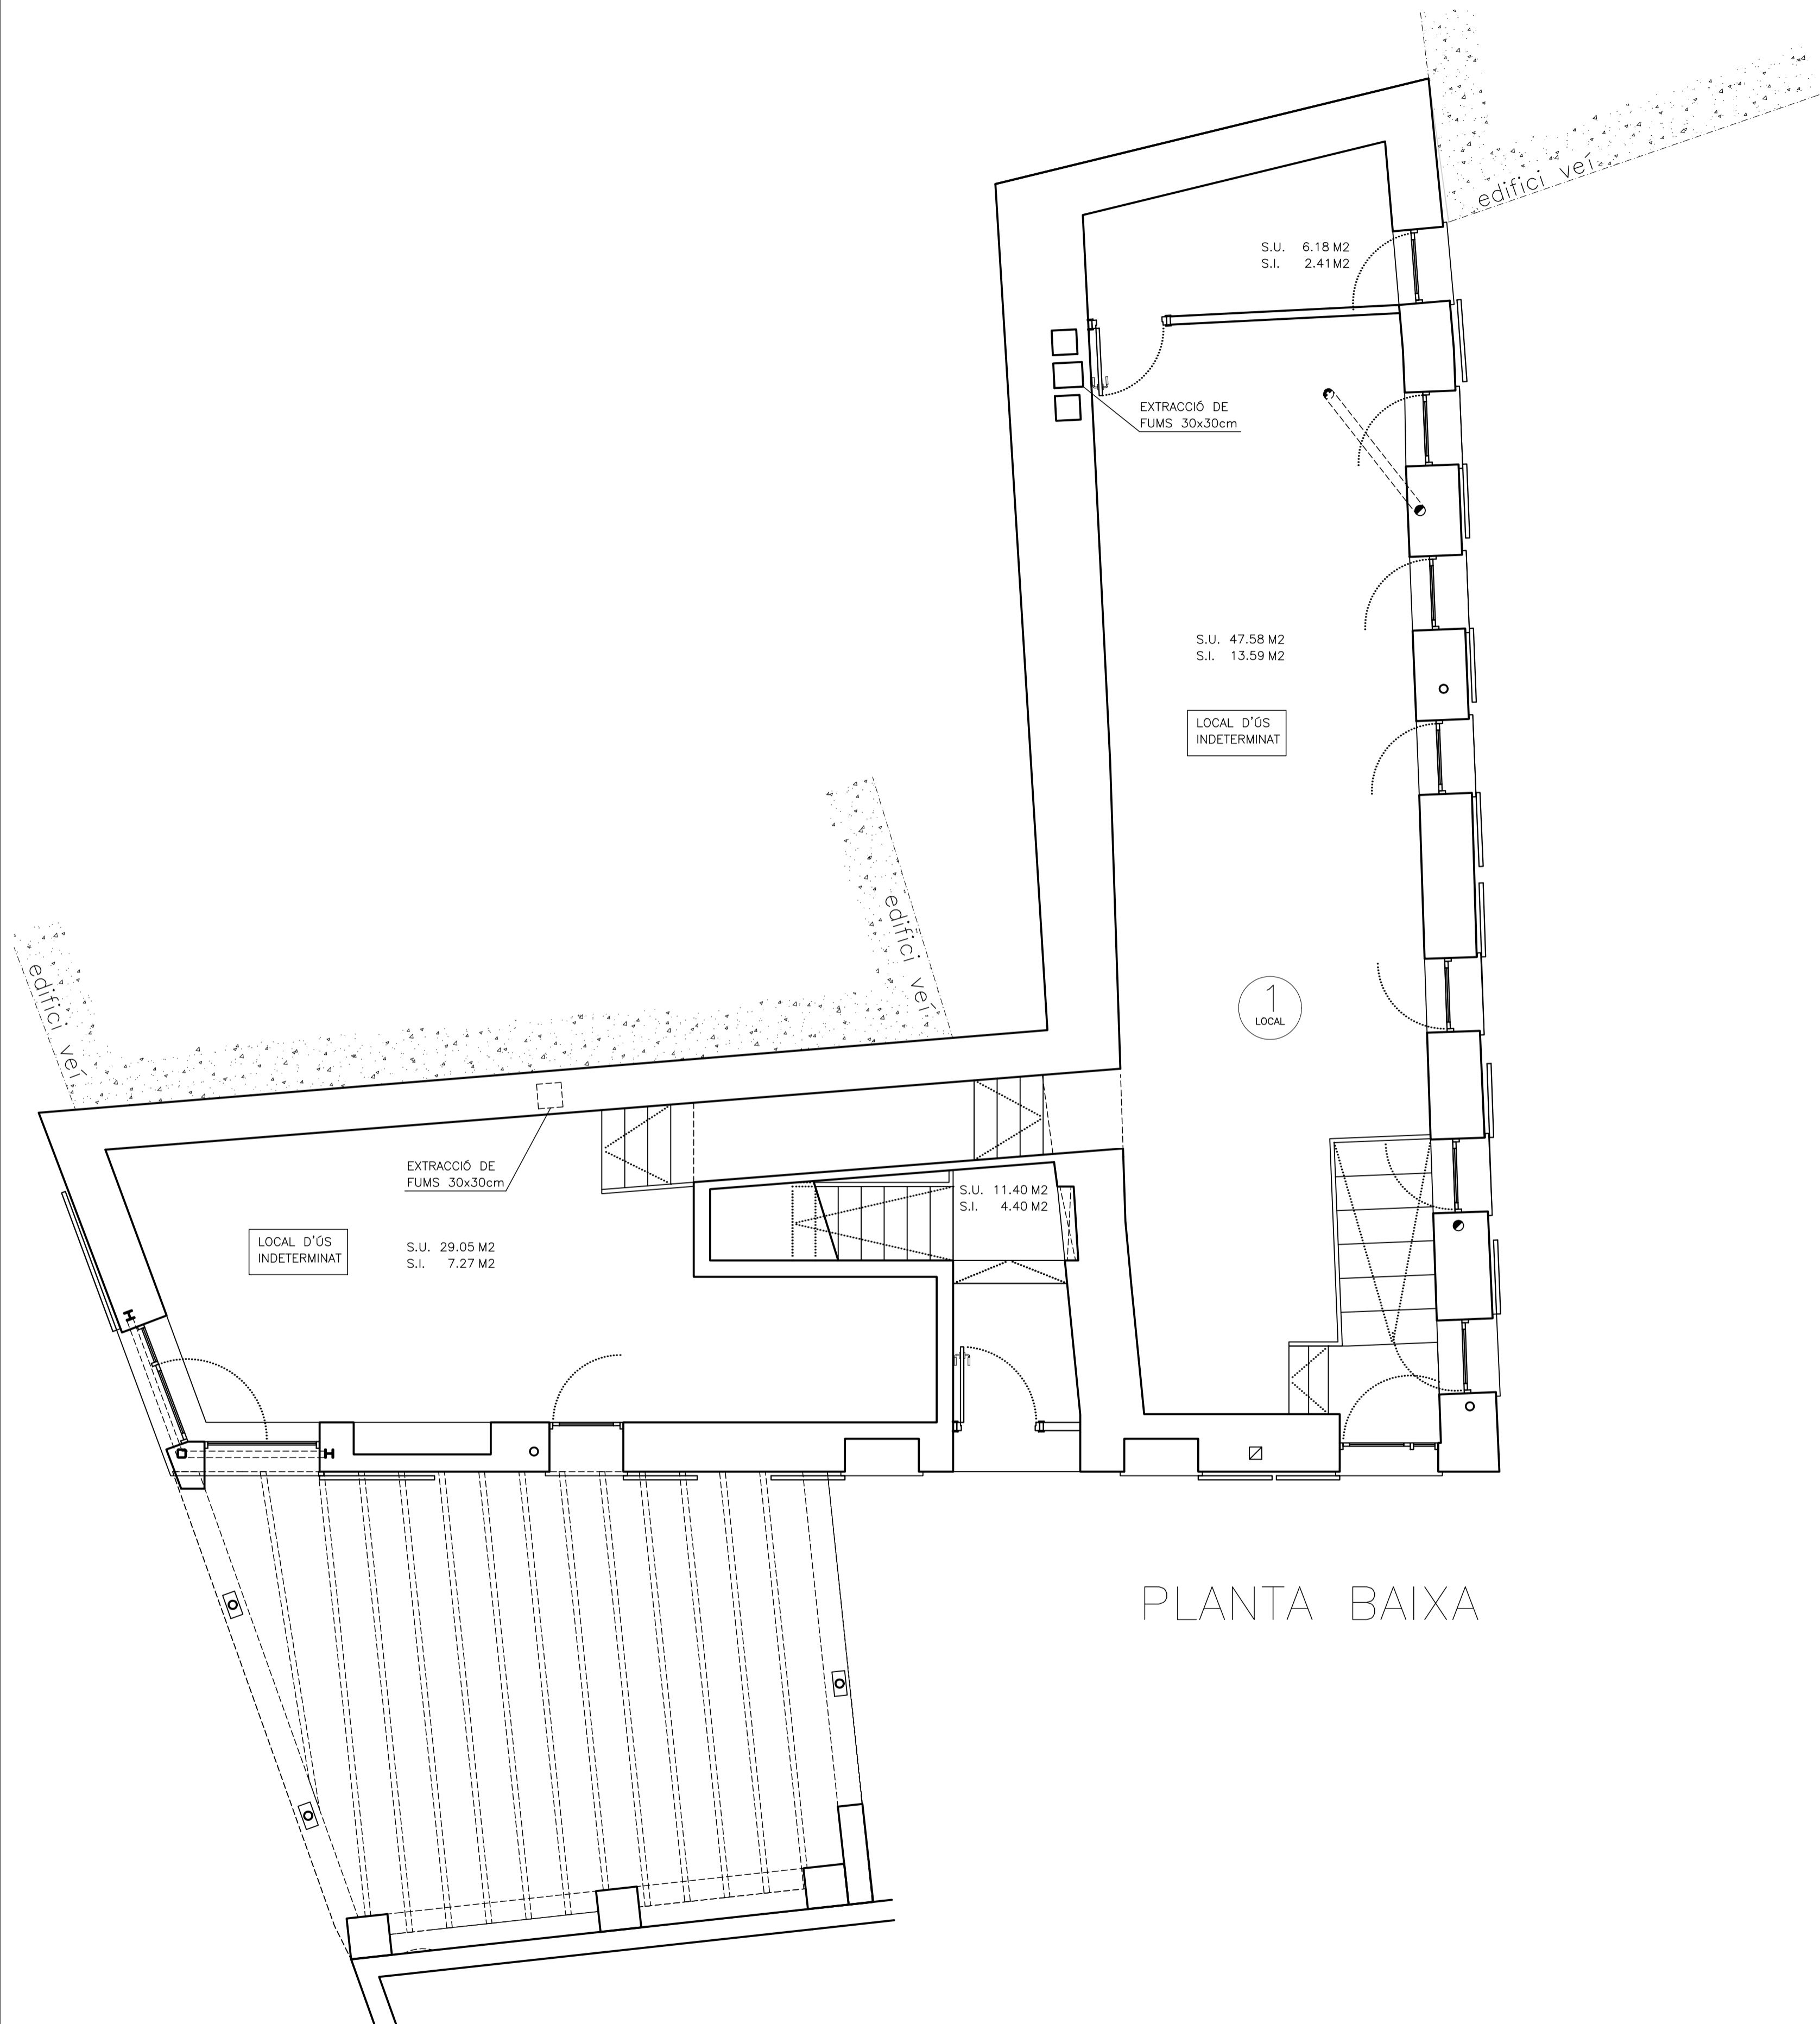 edifici veí
S.U. 6.18 M2
S.I. 2.41 M2
EXTRACCIÓ DE
FUMS 30x30cm
S.U. 47.58 M2
S.I. 13.59 M2
LOCAL D'ÚS
INDETERMINAT
edifici veí
edifici veí
1
LOCAL
EXTRACCIÓ DE
FUMS 30x30cm
S.U. 11.40 M2
S.I. 4.40 M2
LOCAL D'ÚS
INDETERMINAT
S.U. 29.05 M2
S.I. 7.27 M2
PLANTA BAIXA